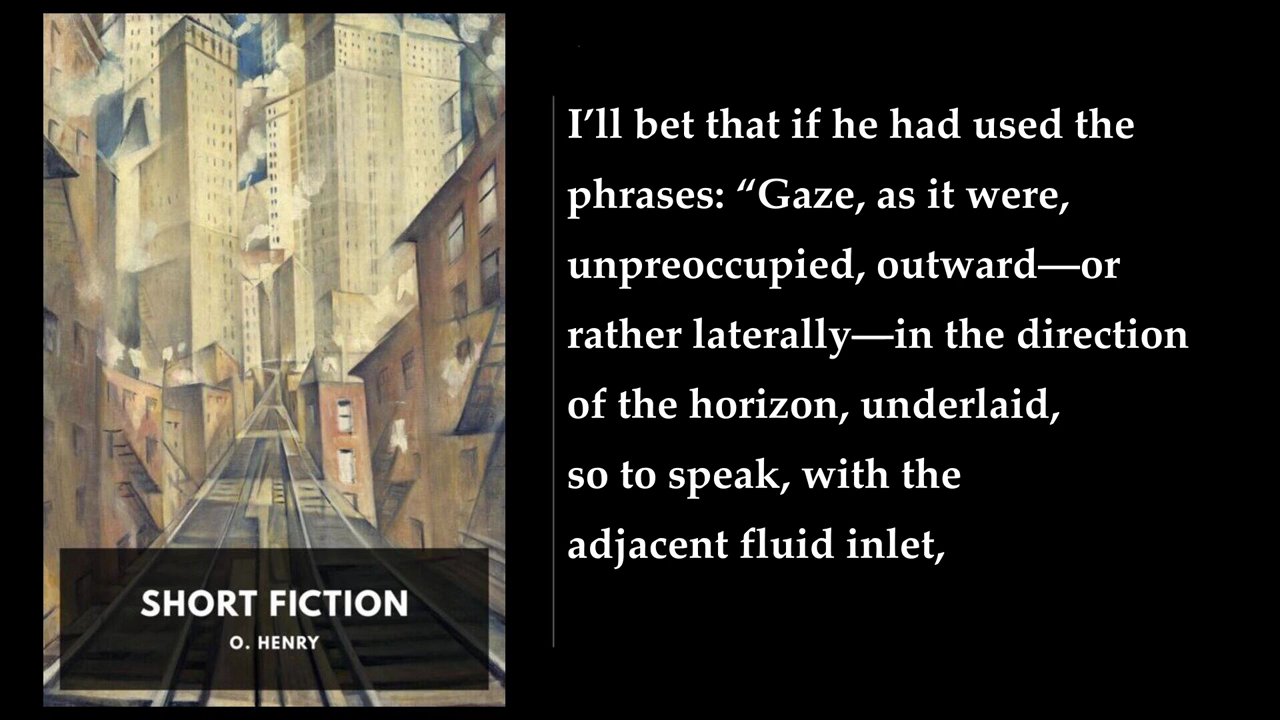 SHORT FICTION
O. HENRY
I’ll bet that if he had used the
phrases: “Gaze, as it were,
unpreoccupied, outward—or
rather laterally—in the direction
of the horizon, underlaid,
so to speak, with the
adjacent fluid inlet,